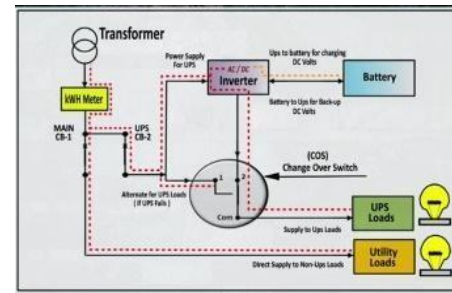 Transformer
kWH Meter
MAIN
CB-1
UPS
CB-2
Power Supply
For UPS
AC / DC
Inverter
Ups to battery for charging
DC Volts
Battery
Battery to Ups for Back-up
DC Volts
(COS)
Change Over Switch
1
2
Com
Alternate for UPS Loads
( If UPS Fails )
UPS
Loads
Supply to Ups Loads
Utility
Loads
Direct Supply to Non-Ups Loads